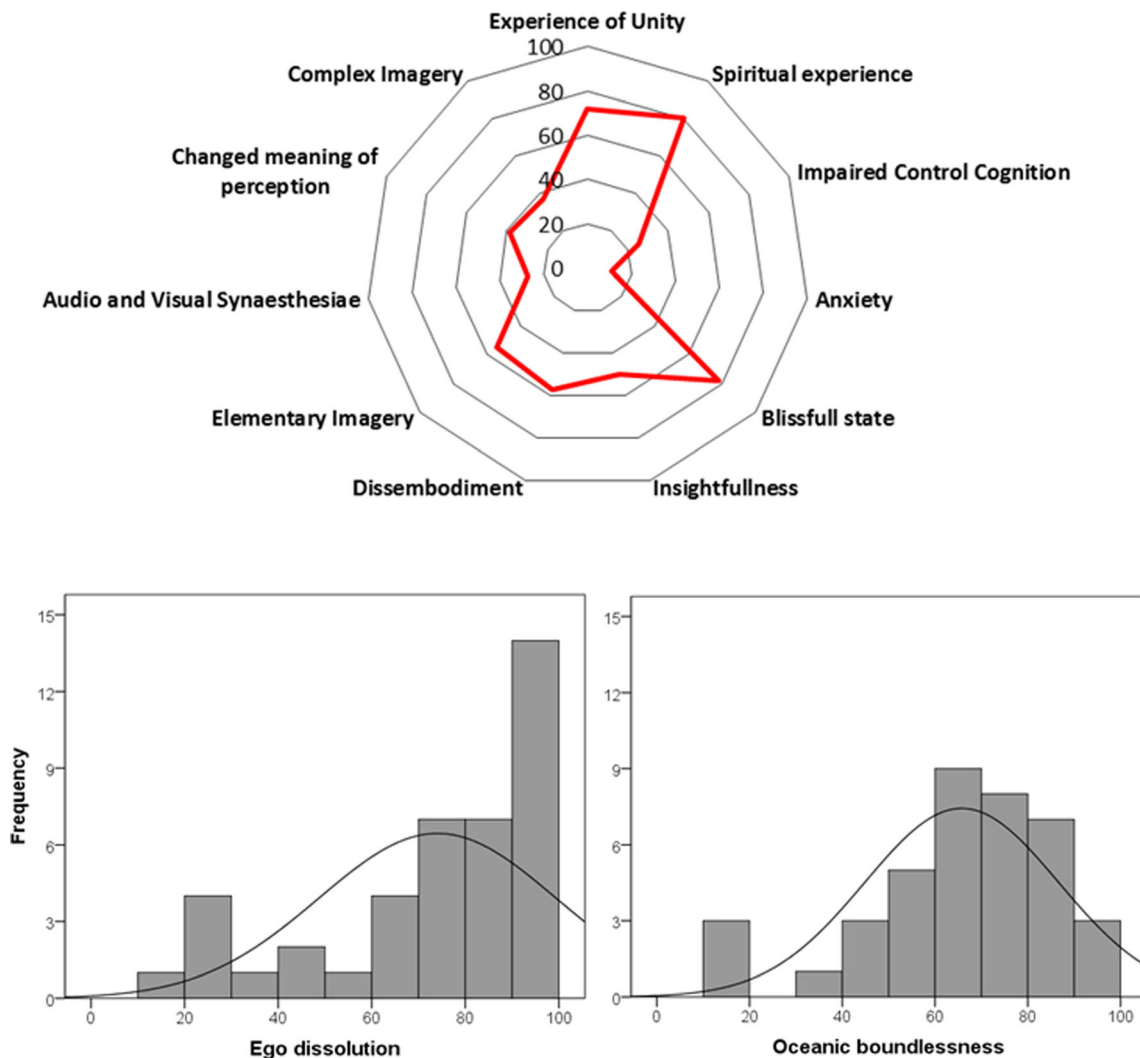 Experience of Unity
100
Complex Imagery
Spiritual experience
80
60
Changed meaning of
perception
Impaired Control Cognition
40
20
0
Audio and Visual Synaesthesiae
Anxiety
Elementary Imagery
Blissfull state
Dissembodiment
Insightfullness
15
12
9
6
3
0
Frequency
0 20 40 60 80 100
Ego dissolution
15
12
9
6
3
0
0 20 40 60 80 100
Oceanic boundlessness